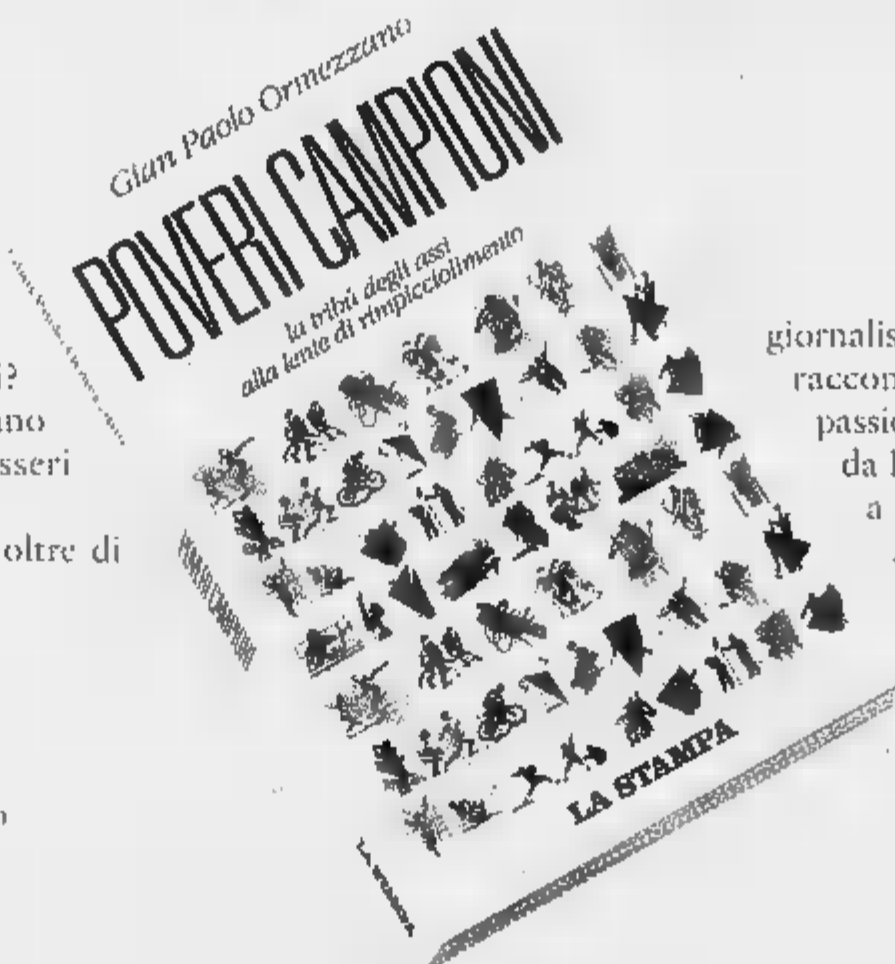 Gian Paolo Ormezzano
POVERI CAMPIONI
la tribú degli assi
alla lente di rimpicciolimento
LA STAMPA
oltre di
giornalis
raccon
passio
da
a